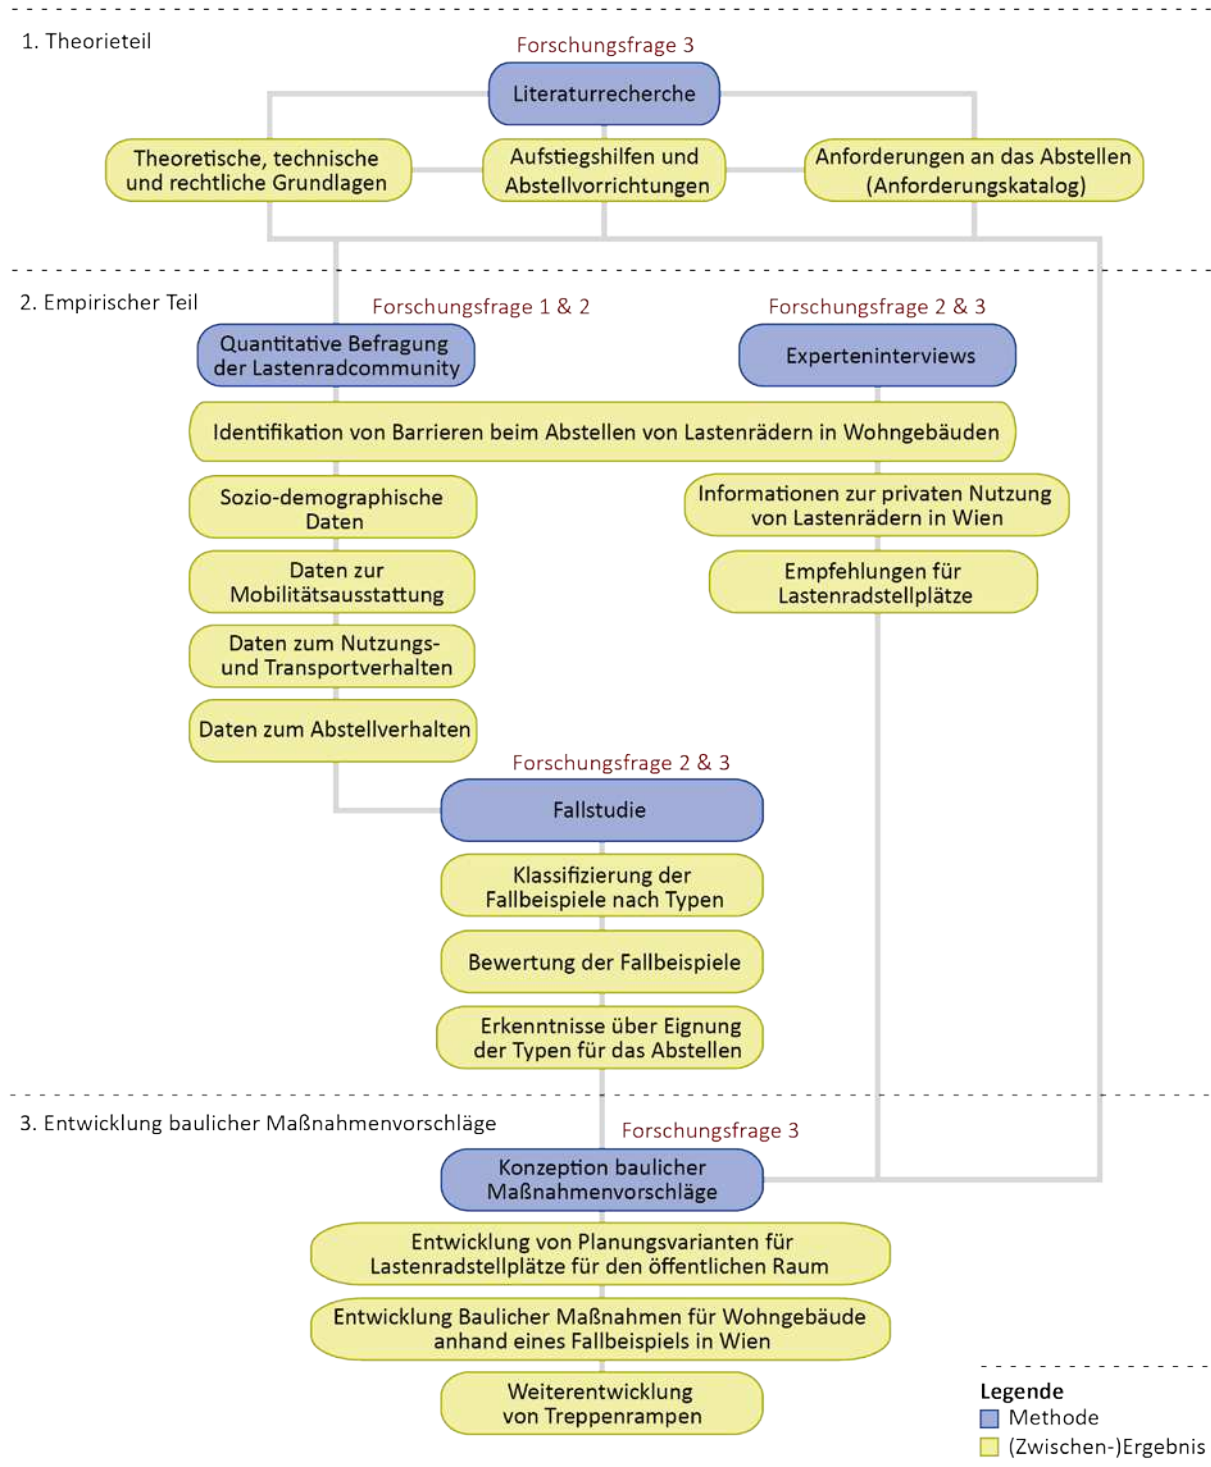 1. Theorieteil
Forschungsfrage 3
Literaturrecherche
Theoretische, technische
und rechtliche Grundlagen
Aufstiegshilfen und
Abstellvorrichtungen
Anforderungen an das Abstellen
(Anforderungskatalog)
2. Empirischer Teil
Forschungsfrage 1 & 2
Quantitative Befragung
der Lastenradcommunity
Forschungsfrage 2 & 3
Experteninterviews
Identifikation von Barrieren beim Abstellen von Lastenrädern in Wohngebäuden
Sozio-demographische
Daten
Daten zur
Mobilitätsausstattung
Daten zum Nutzungs-
und Transportverhalten
Daten zum Abstellverhalten
Informationen zur privaten Nutzung
von Lastenrädern in Wien
Empfehlungen für
Lastenradstellplätze
Forschungsfrage 2 & 3
Fallstudie
Klassifizierung der
Fallbeispiele nach Typen
Bewertung der Fallbeispiele
Erkenntnisse über Eignung
der Typen für das Abstellen
3. Entwicklung baulicher Maßnahmenvorschläge
Forschungsfrage 3
Konzeption baulicher
Maßnahmenvorschläge
Entwicklung von Planungsvarianten für
Lastenradstellplätze für den öffentlichen Raum
Entwicklung Baulicher Maßnahmen für Wohngebäude
anhand eines Fallbeispiels in Wien
Weiterentwicklung
von Treppenrampen
Legende
Methode
(Zwischen-)Ergebnis